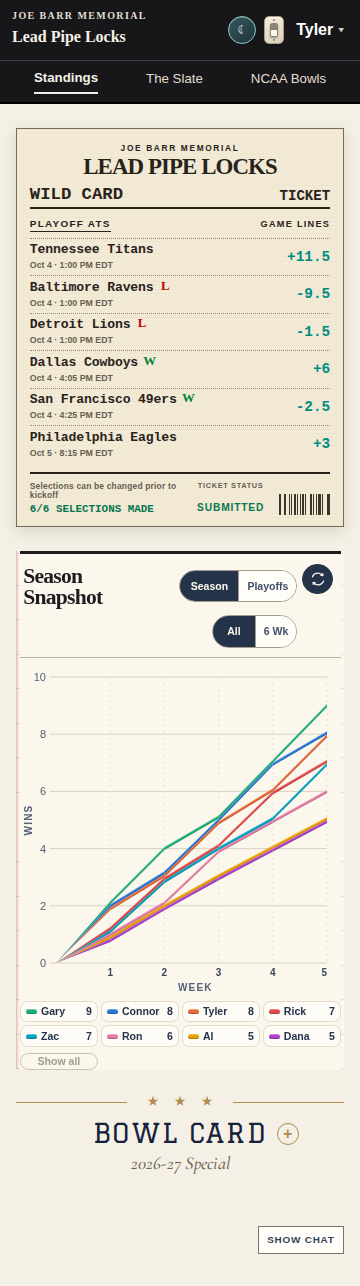 JOE BARR MEMORIAL
Lead Pipe Locks
Tyler
Standings The Slate NCAA Bowls
JOE BARR MEMORIAL
LEAD PIPE LOCKS
WILD CARD TICKET
PLAYOFF ATS GAME LINES
Tennessee Titans
Oct 4 · 1:00 PM EDT
+11.5
Baltimore Ravens L
Oct 4 · 1:00 PM EDT
-9.5
Detroit Lions L
Oct 4 · 1:00 PM EDT
-1.5
Dallas Cowboys W
Oct 4 · 4:05 PM EDT
+6
San Francisco 49ers W
Oct 4 · 4:25 PM EDT
-2.5
Philadelphia Eagles
Oct 5 · 8:15 PM EDT
+3
Selections can be changed prior to
kickoff
6/6 SELECTIONS MADE
TICKET STATUS
SUBMITTED
Season
Snapshot
Season Playoffs
All 6 Wk
10
8
6
4
2
0
WINS
1 2 3 4 5
WEEK
Gary 9 Connor 8 Tyler 8 Rick 7
Zac 7 Ron 6 Al 5 Dana 5
Show all
BOWL CARD +
2026-27 Special
SHOW CHAT